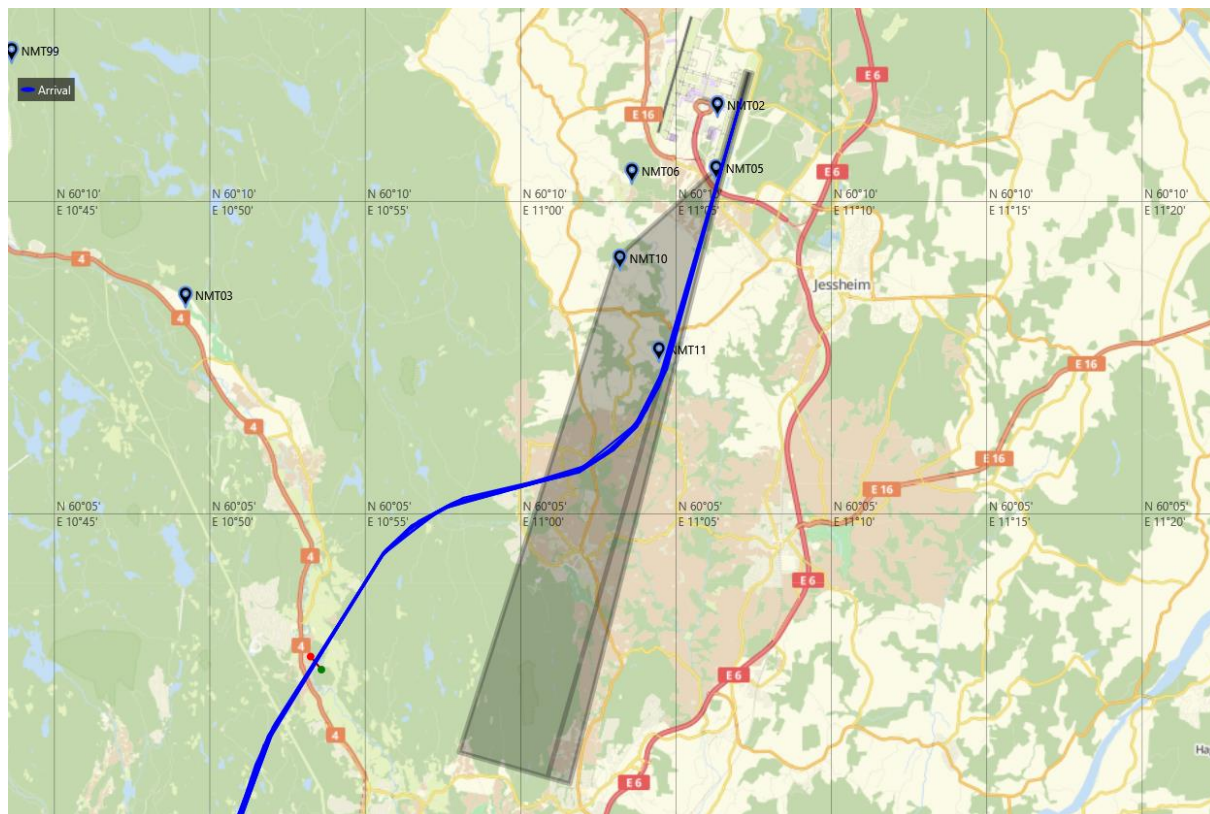 NMT99
Arrival
E 6
NMT02
E 16
NMT06
NMT05
E 6
N 60°10'
N 60°10'
N 60°10'
N 60°10'
N 60°10'
N 60°10'
N 60°10'
E 10°45'
E 10°50'
E 10°55'
E 11°00'
E 11°05'
E 11°10'
E 11°15'
E 11°20'
4
NMT10
Jessheim
NMT03
4
NMT11
E 16
4
E 16
E 16
N 60°05'
N 60°05'
N 60°05'
N 60°05'
N 60°05'
N 60°05'
N 60°05'
N 60°05'
E 10°45'
E 10°50'
E 10°55'
E 11°00'
E 11°05'
E 11°10'
E 11°15'
E 11°20'
4
E 6
4
E 6
4
E 6